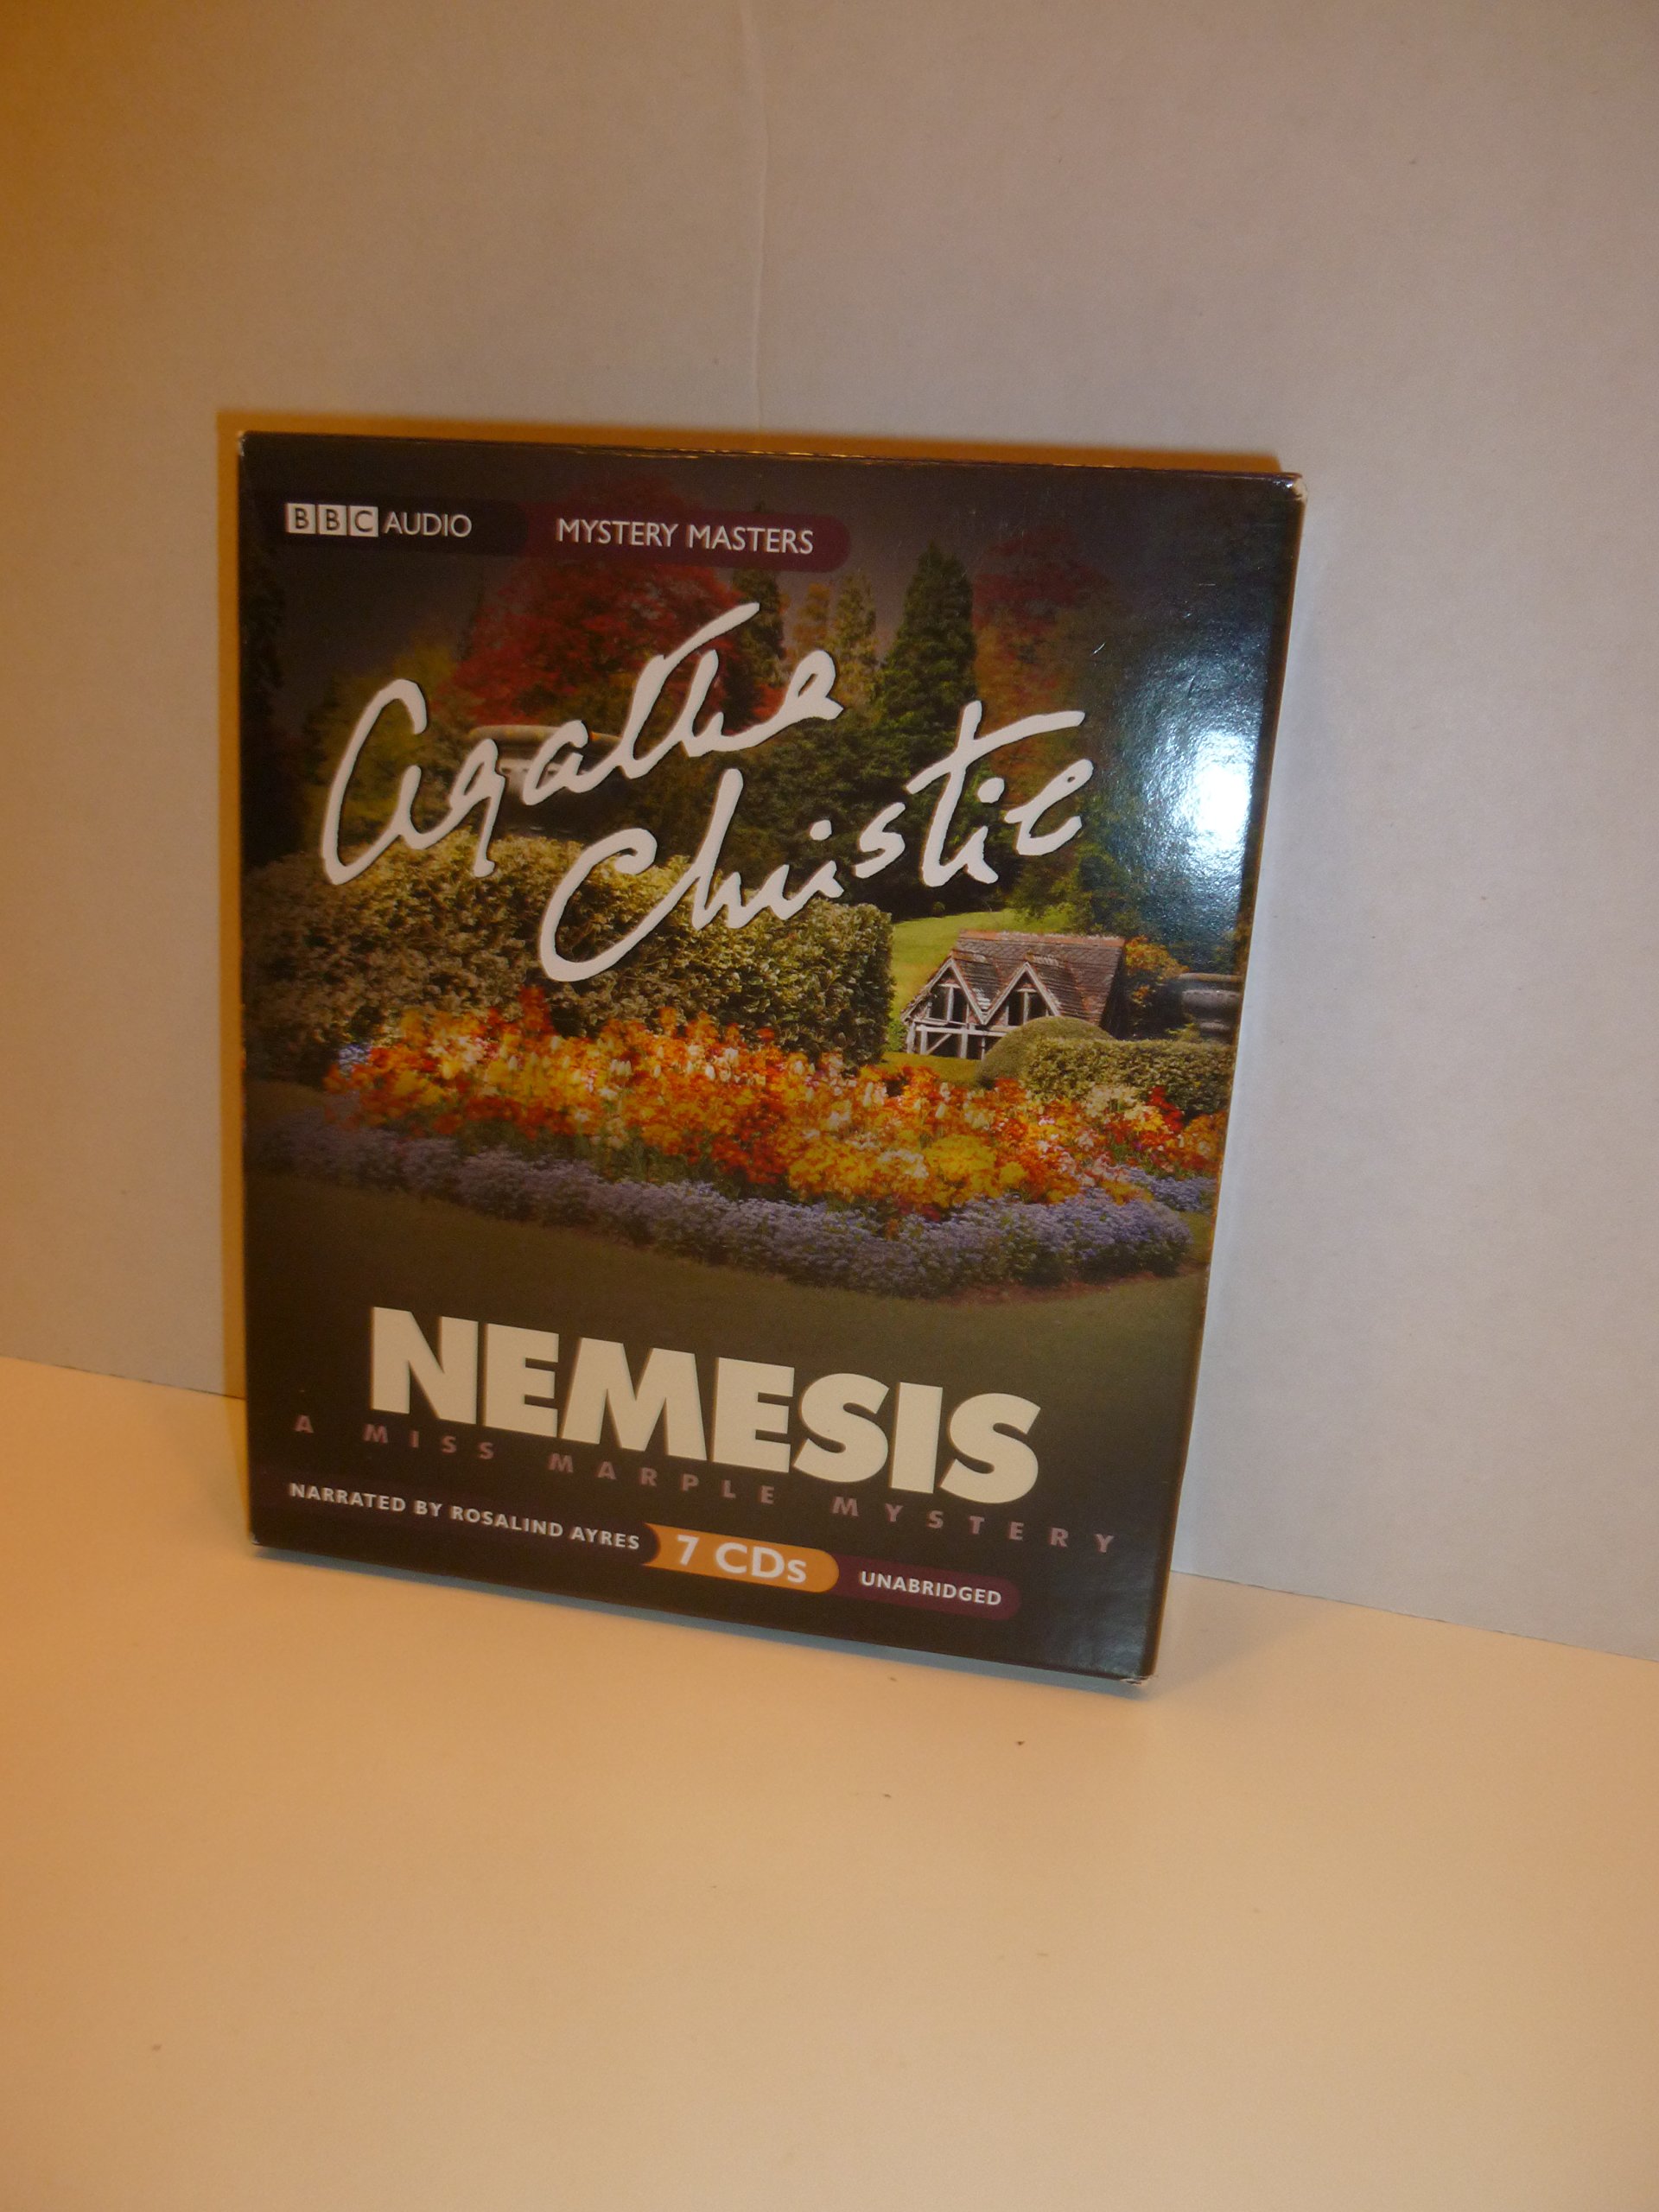 BBC AUDIO MYSTERY MASTERS
Agatha
Christie
NEMESIS
A MISS MARPLE MYSTERY
NARRATED BY ROSALIND AYRES 7 CDs UNABRIDGED